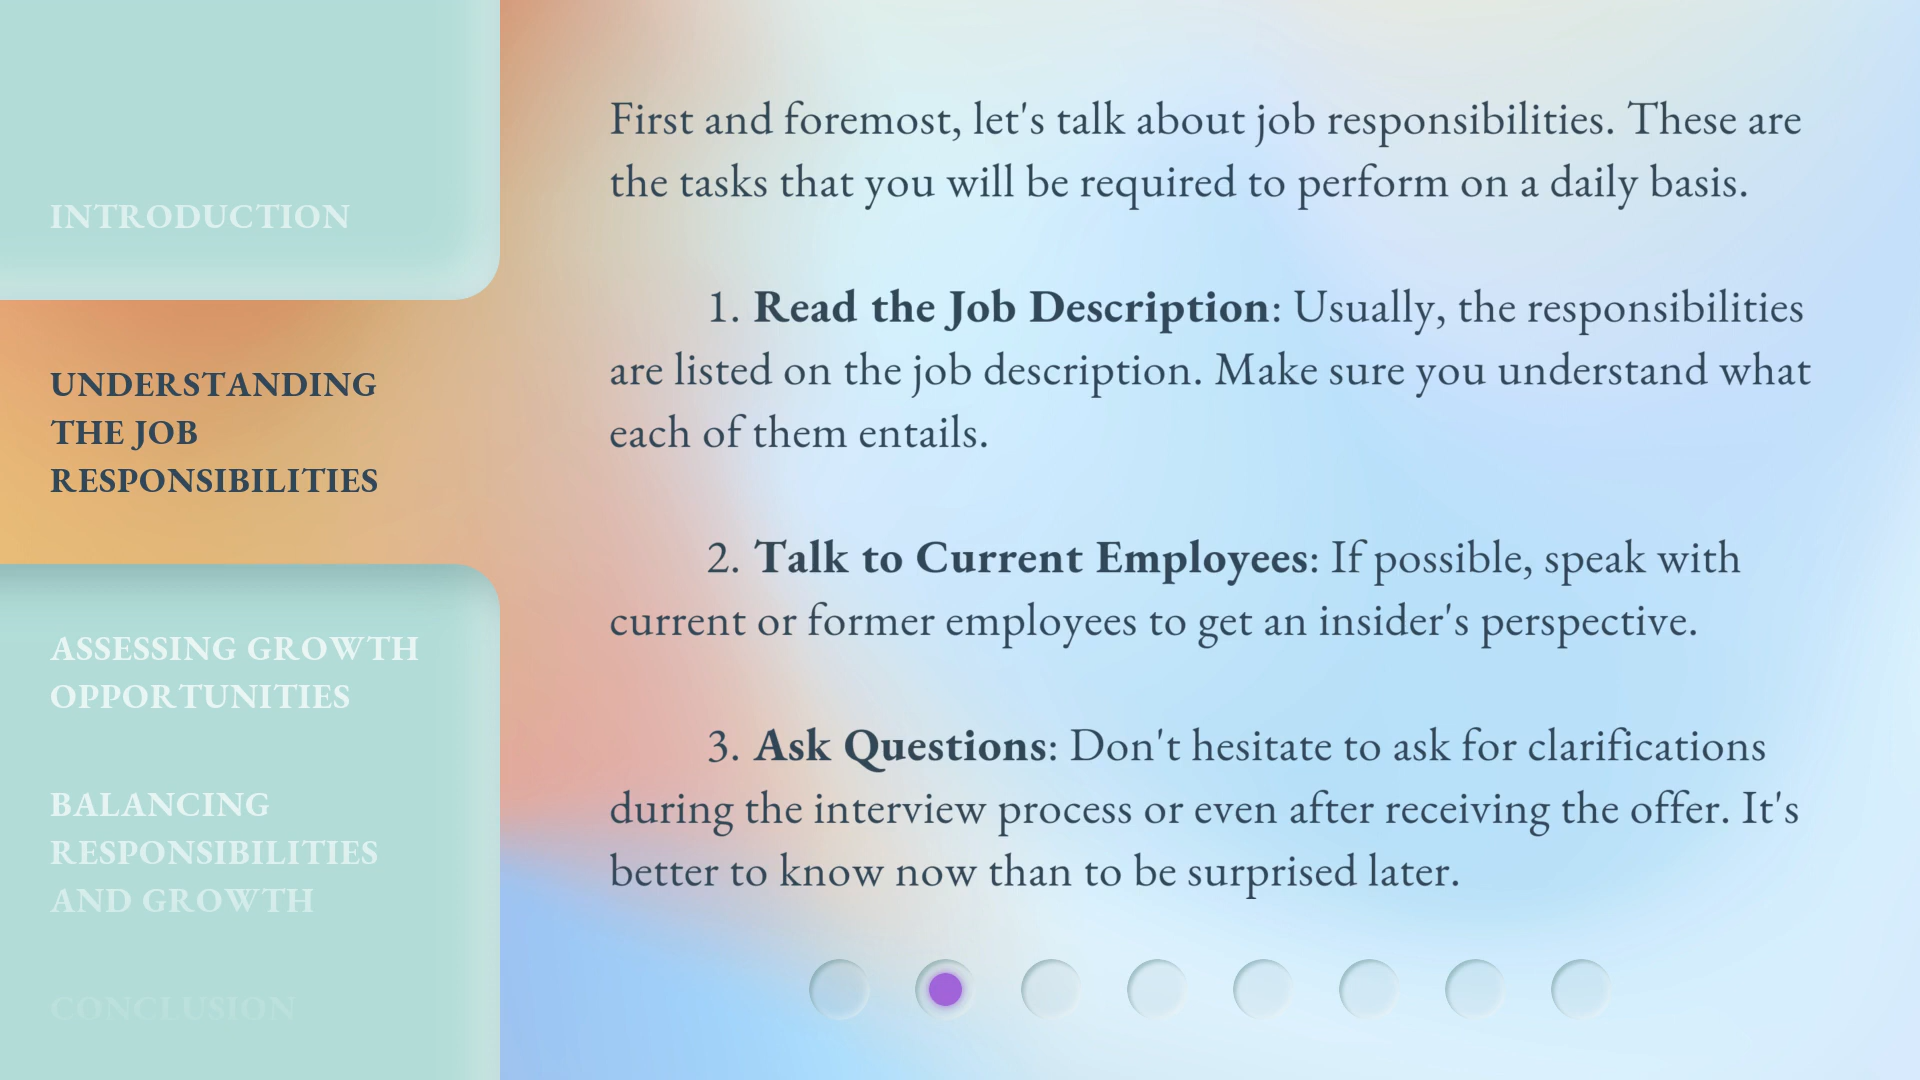 INTRODUCTION
UNDERSTANDING
THE JOB
RESPONSIBILITIES
ASSESSING GROWTH
OPPORTUNITIES
BALANCING
RESPONSIBILITIES
AND GROWTH
CONCLUSION
First and foremost, let's talk about job responsibilities. These are
the tasks that you will be required to perform on a daily basis.
1. Read the Job Description: Usually, the responsibilities
are listed on the job description. Make sure you understand what
each of them entails.
2. Talk to Current Employees: If possible, speak with
current or former employees to get an insider's perspective.
3. Ask Questions: Don't hesitate to ask for clarifications
during the interview process or even after receiving the offer. It's
better to know now than to be surprised later.